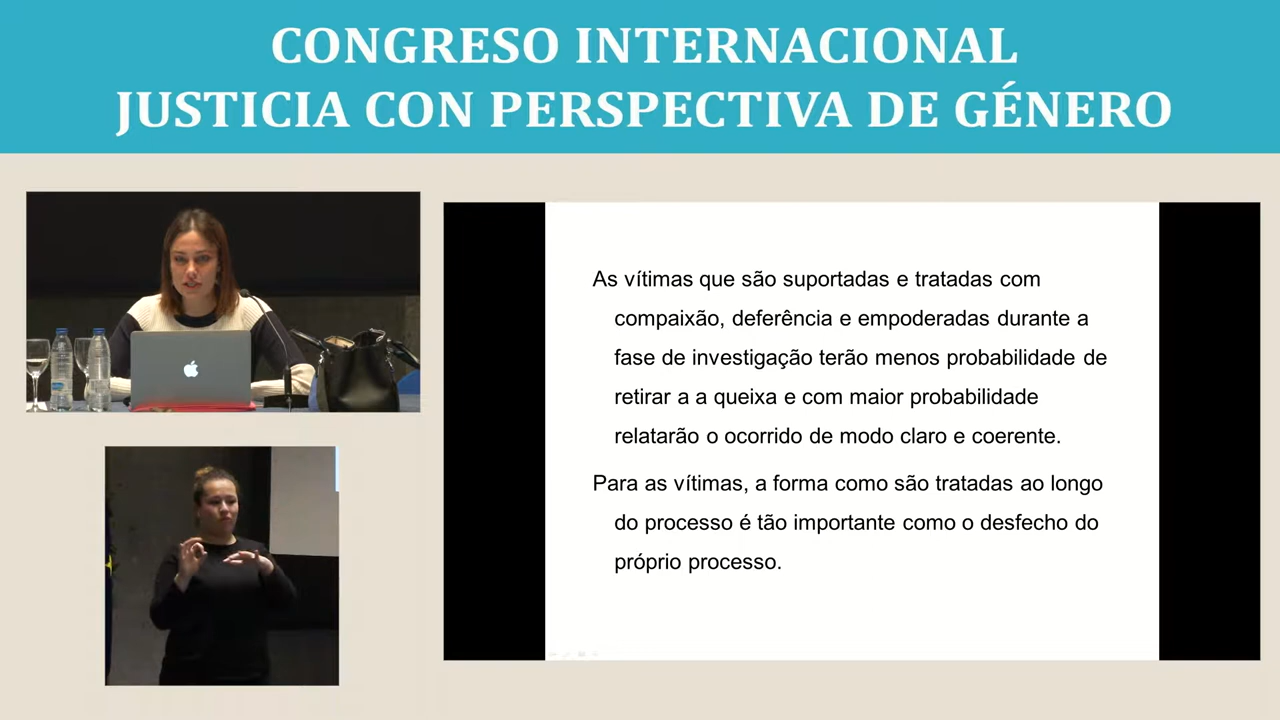 CONGRESO INTERNACIONAL
JUSTICIA CON PERSPECTIVA DE GÉNERO
As vítimas que são suportadas e tratadas com
compaixão, deferência e empoderadas durante a
fase de investigação terão menos probabilidade de
retirar a a queixa e com maior probabilidade
relatarão o ocorrido de modo claro e coerente.
Para as vítimas, a forma como são tratadas ao longo
do processo é tão importante como o desfecho do
próprio processo.